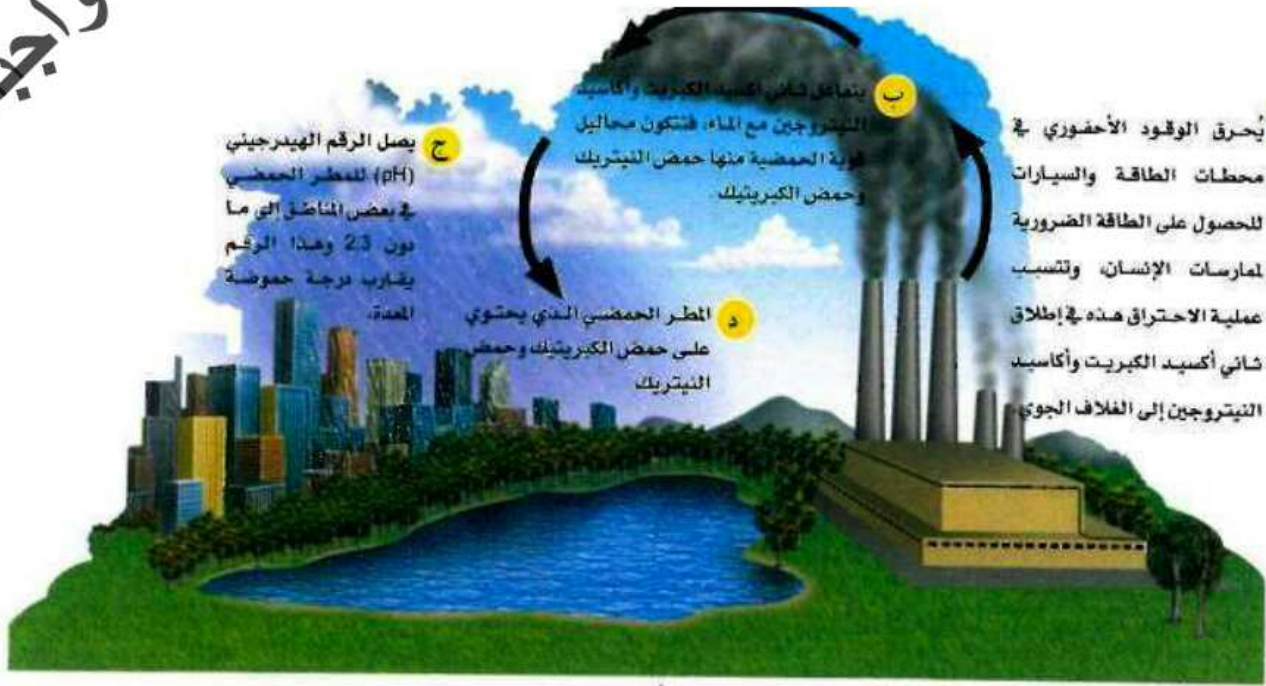 يُحرق الوقود الأحفوري في
محطات الطاقة والسيارات
للحصول على الطاقة الضرورية
لممارسات الإنسان، وتتسبب
عملية الاحتراق هذه في إطلاق
ثاني أكسيد الكبريت وأكاسيد
النيتروجين إلى الغلاف الجوي
ب
يتفاعل ثاني أكسيد الكبريت وأكاسيد
النيتروجين مع الماء، فتتكون محاليل
قوية الحمضية منها حمض النيتريك
وحمض الكبريتيك.
ج
يصل الرقم الهيدرجيني
(pH) للمطر الحمضي
في بعض المناطق إلى ما
دون 2.3 وهذا الرقم
يقارب درجة حموضة
المعدة.
د
المطر الحمضي الذي يحتوي
على حمض الكبريتيك وحمض
النيتريك